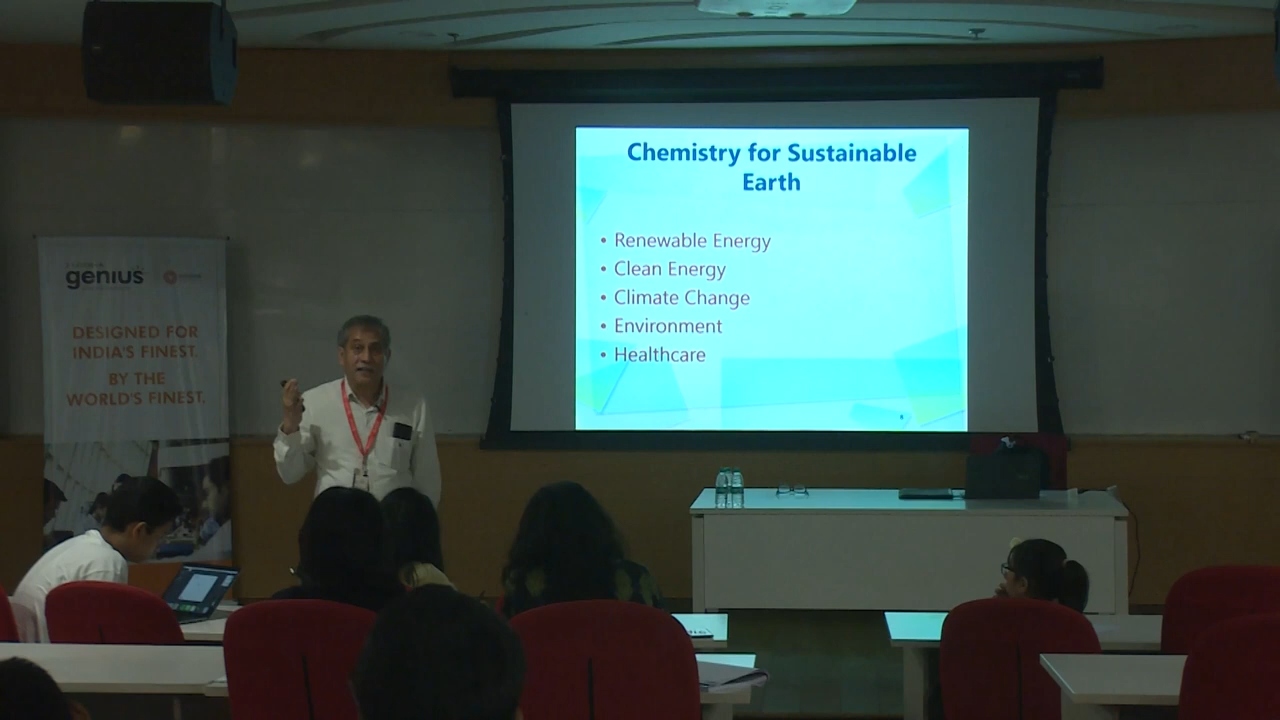 genius
DESIGNED FOR
INDIA'S FINEST.
BY THE
WORLD'S FINEST.
Chemistry for Sustainable
Earth
• Renewable Energy
• Clean Energy
• Climate Change
• Environment
• Healthcare